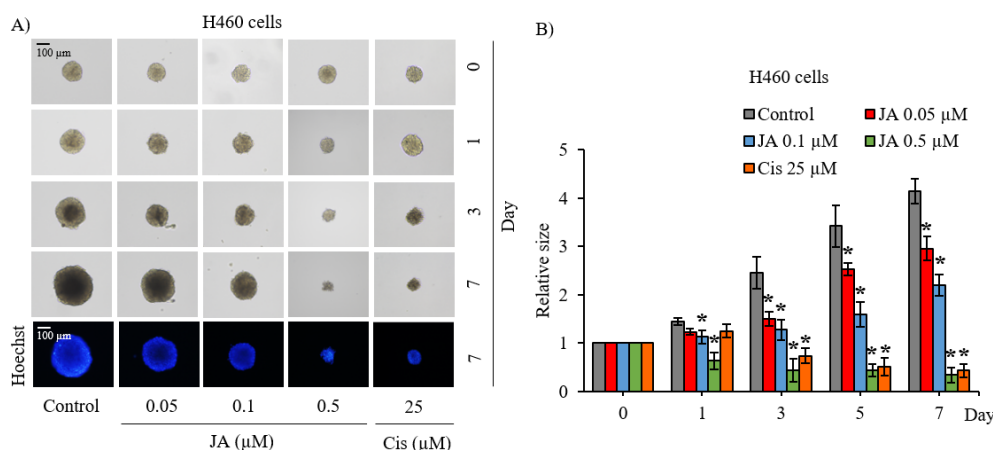 A)
H460 cells
100 µm
0
1
3
7
Day
100 µm
Hoechst
7
Control
0.05
0.1
0.5
25
JA (µM)
Cis (µM)
B)
H460 cells
Control
JA 0.05 µM
JA 0.1 µM
JA 0.5 µM
Cis 25 µM
Relative size
5
4
3
2
1
0
* *
* * * *
* * * *
* * * *
0 1 3 5 7 Day